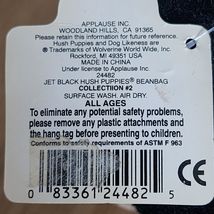 APPLAUSE INC.
WOODLAND HILLS, CA 91365
Please retain this information for future reference.
Hush Puppies and Dog Likeness are
® Trademarks of Wolverine World Wide, Inc.
Rockford, MI 49351 USA
MADE IN CHINA
Under license to Applause Inc.
24482
JET BLACK HUSH PUPPIES® BEANBAG
COLLECTION #2
SURFACE WASH. AIR DRY.
ALL AGES
To eliminate any potential safety problems,
please remove any plastic attachments and
the hang tag before presenting to children.
Conforms to safety requirements of ASTM F 963
0 83361 24482 5